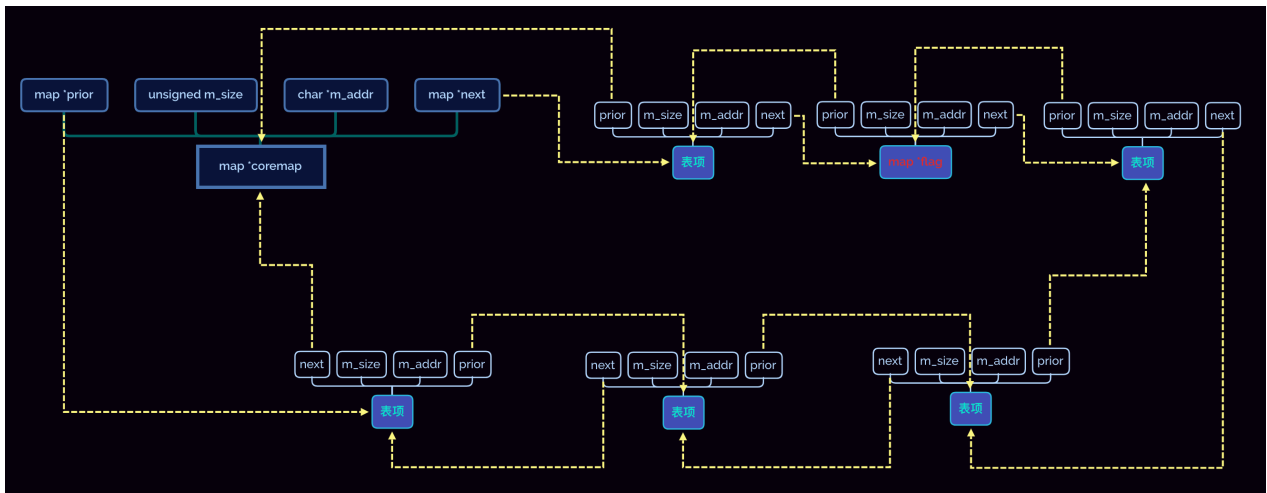 map *prior
unsigned m_size
char *m_addr
map *next
map *coremap
prior
m_size
m_addr
next
表项
prior
m_size
m_addr
next
map *flag
prior
m_size
m_addr
next
表项
next
m_size
m_addr
prior
表项
next
m_size
m_addr
prior
表项
next
m_size
m_addr
prior
表项